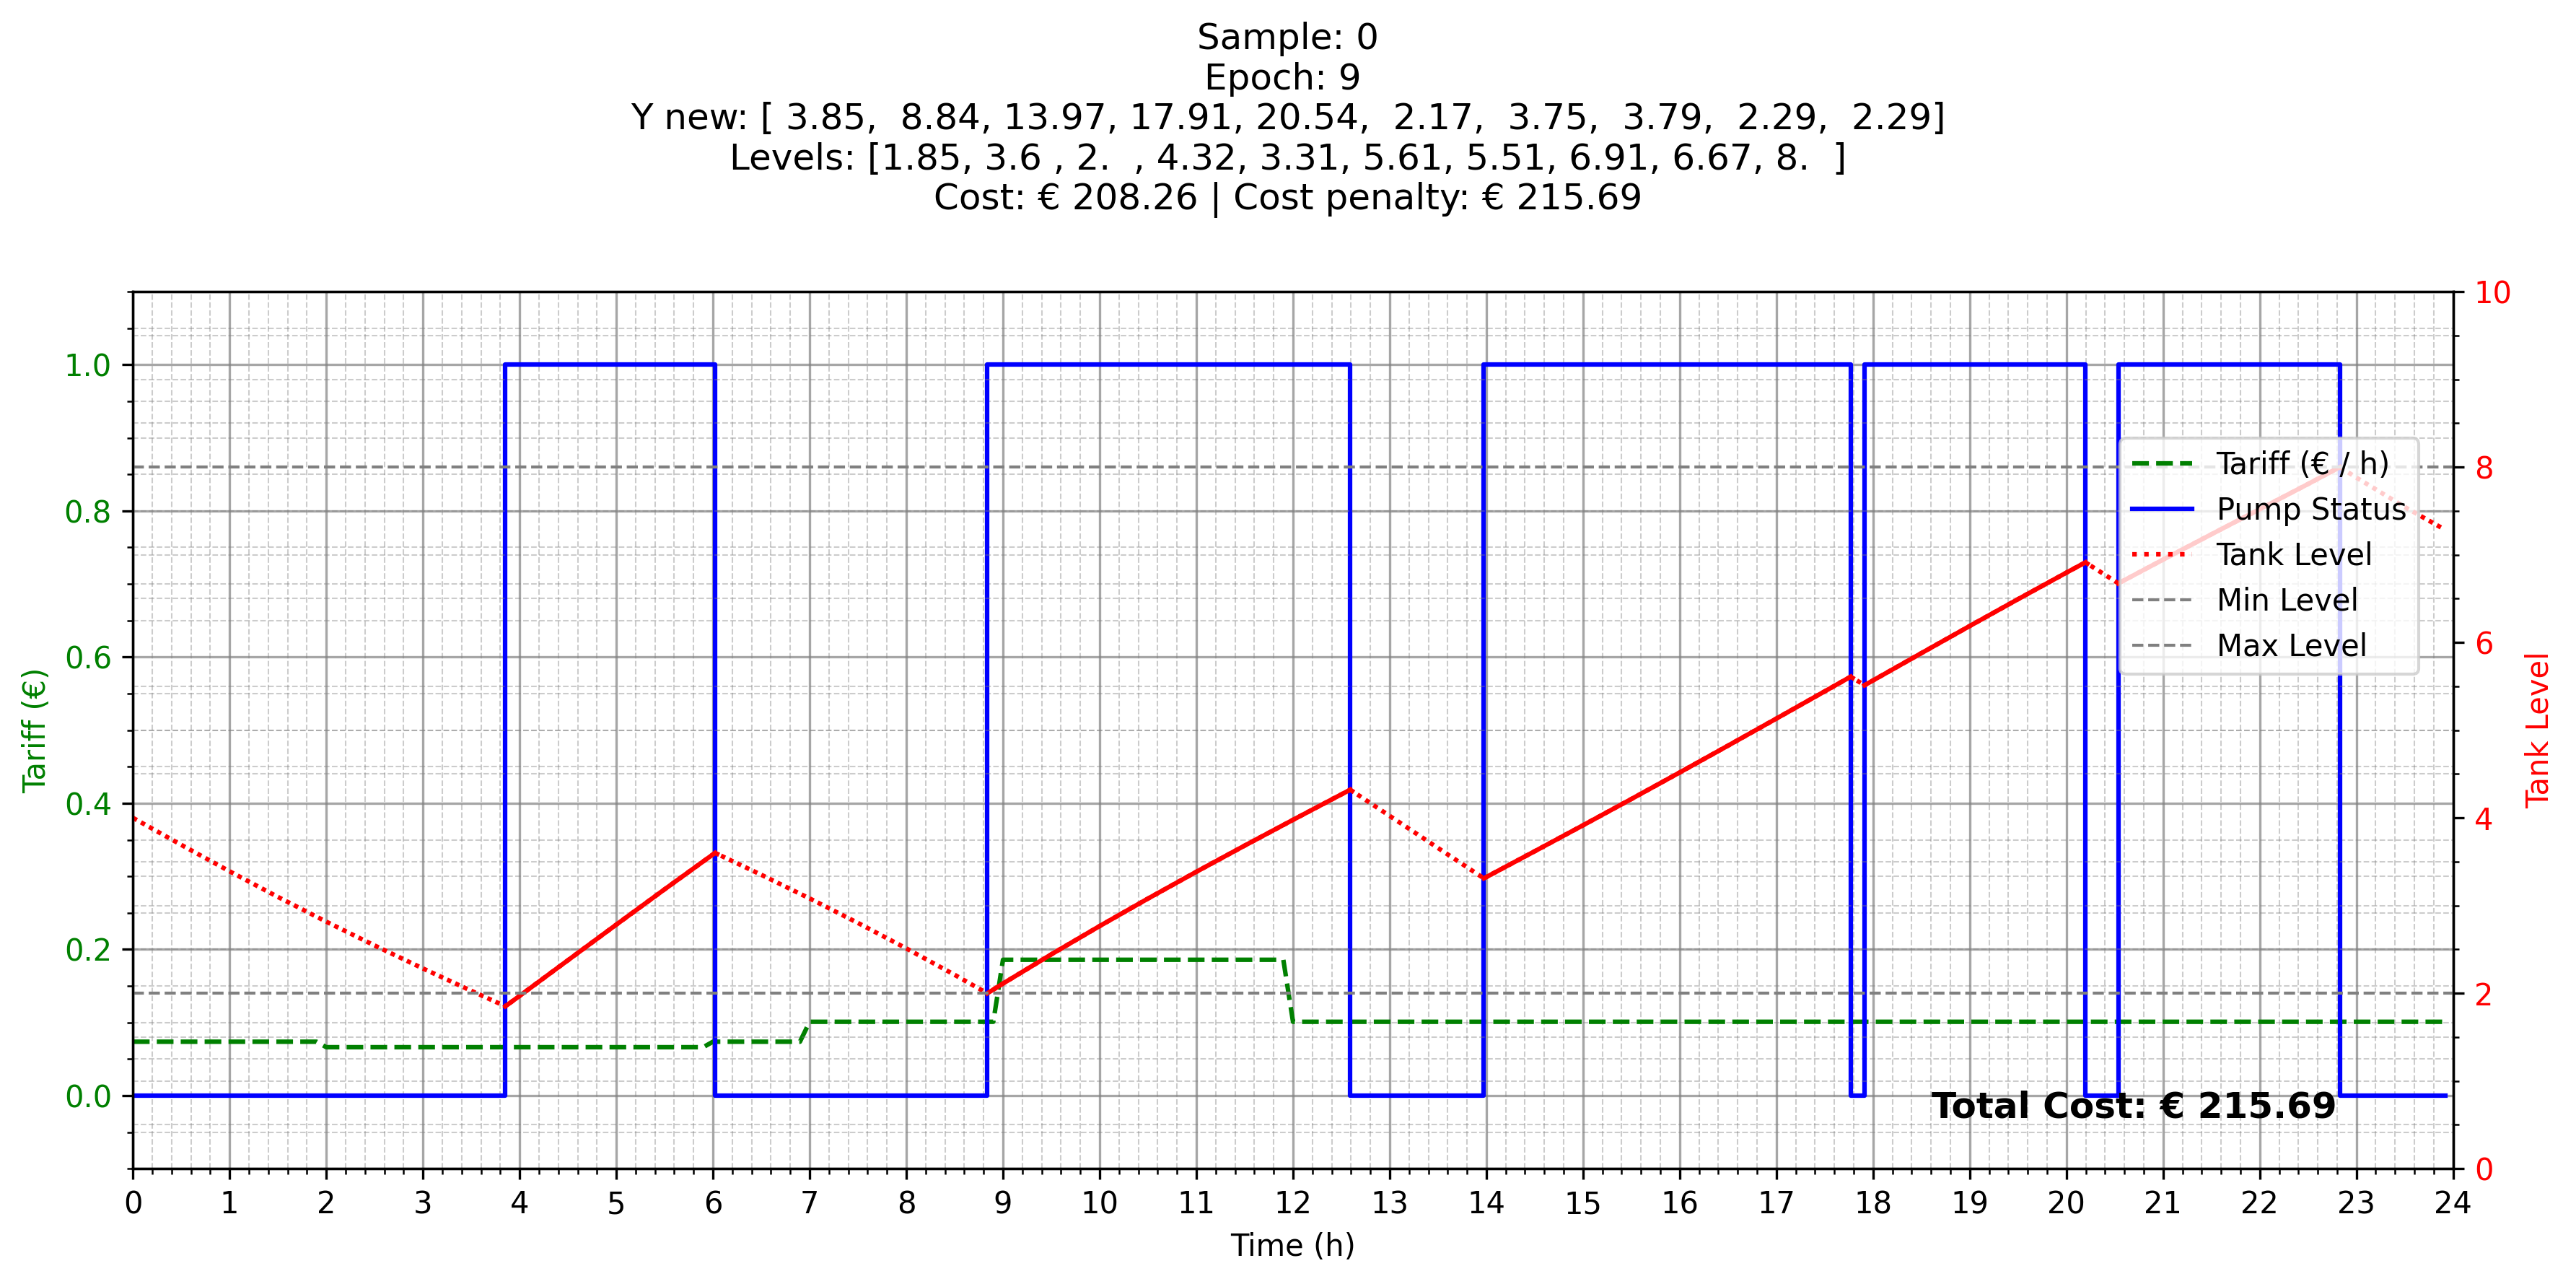 Sample: 0
Epoch: 9
Y new: [ 3.85,  8.84, 13.97, 17.91, 20.54,  2.17,  3.75,  3.79,  2.29,  2.29]
Levels: [1.85, 3.6 , 2.  , 4.32, 3.31, 5.61, 5.51, 6.91, 6.67, 8.  ]
Cost: € 208.26 | Cost penalty: € 215.69
Tariff (€)
1.0
0.8
0.6
0.4
0.2
0.0
10
8
6
4
2
0
Tank Level
Tariff (€ / h)
Pump Status
Tank Level
Min Level
Max Level
Total Cost: € 215.69
0 1 2 3 4 5 6 7 8 9 10 11 12 13 14 15 16 17 18 19 20 21 22 23 24
Time (h)